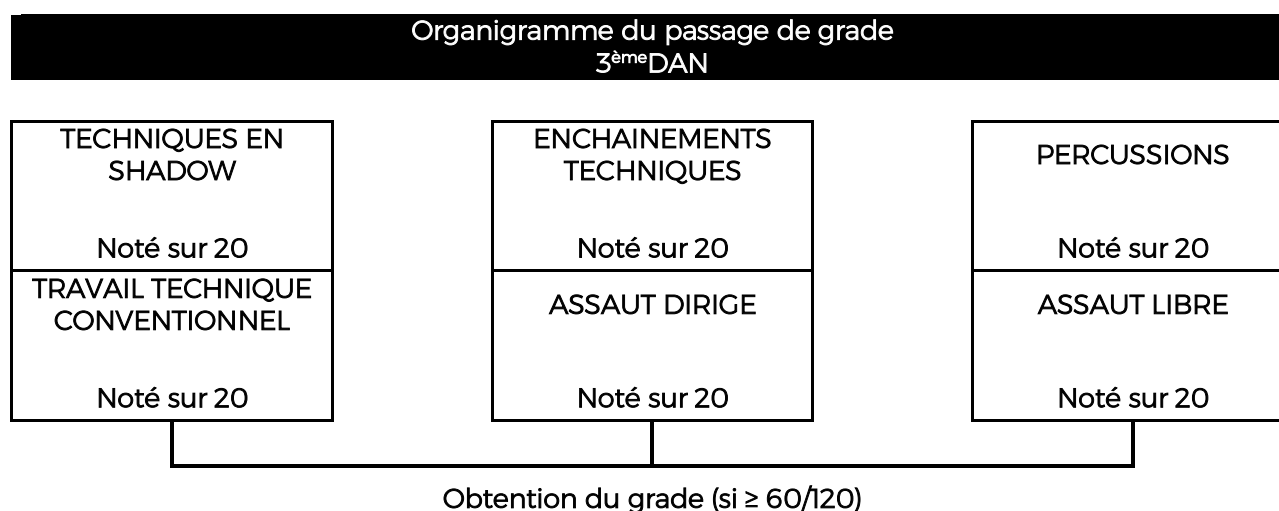 Organigramme du passage de grade
3èmeDAN
TECHNIQUES EN
SHADOW
Noté sur 20
TRAVAIL TECHNIQUE
CONVENTIONNEL
Noté sur 20
ENCHAINEMENTS
TECHNIQUES
Noté sur 20
ASSAUT DIRIGE
Noté sur 20
PERCUSSIONS
Noté sur 20
ASSAUT LIBRE
Noté sur 20
Obtention du grade (si ≥ 60/120)